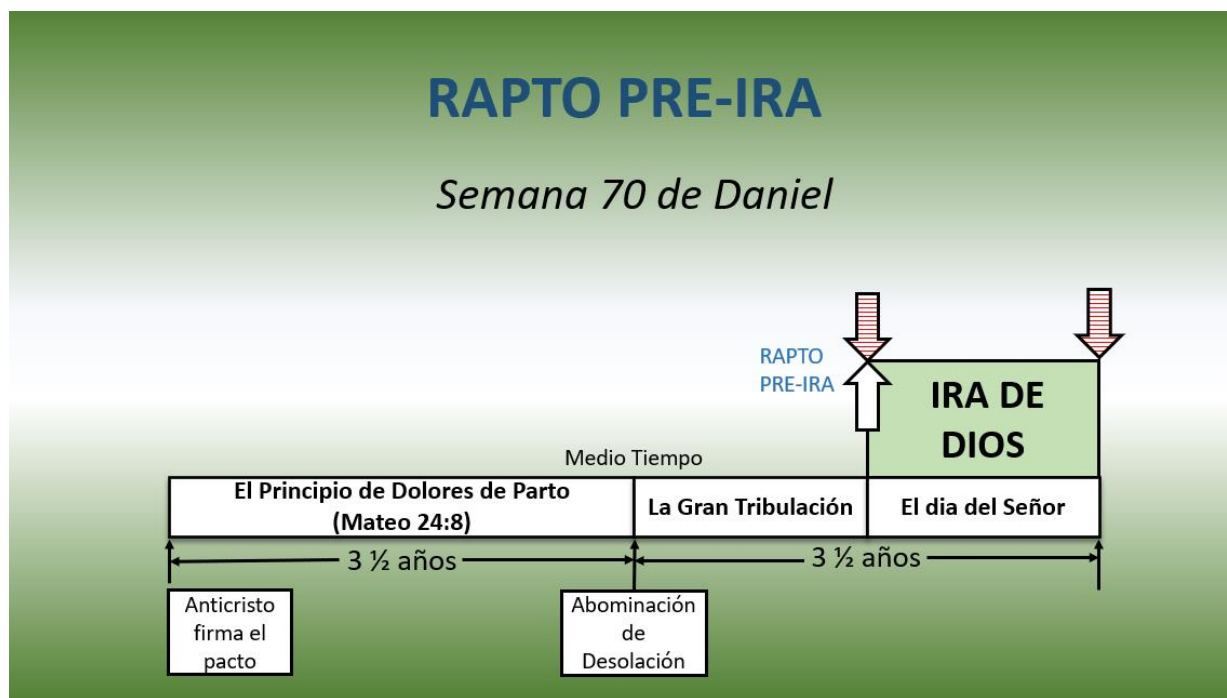 RAPTO PRE-IRA
Semana 70 de Daniel
RAPTO
PRE-IRA
IRA DE
DIOS
Medio Tiempo
El Principio de Dolores de Parto
(Mateo 24:8)
La Gran Tribulación
El dia del Señor
3 ½ años
3 ½ años
Anticristo
firma el
pacto
Abominación
de
Desolación